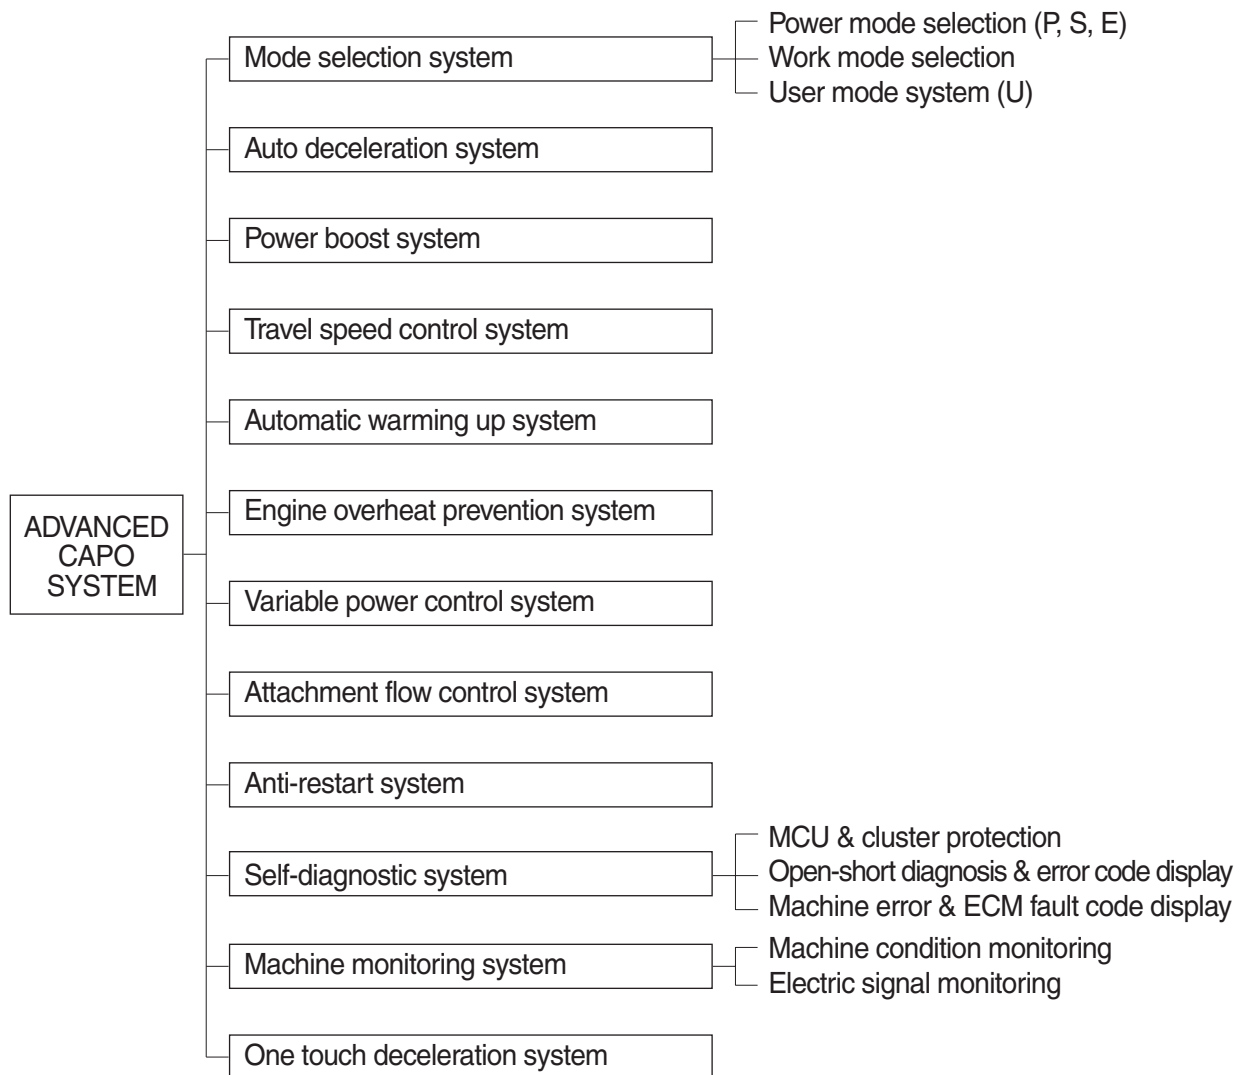 Mode selection system
Power mode selection (P, S, E)
Work mode selection
User mode system (U)
Auto deceleration system
Power boost system
Travel speed control system
Automatic warming up system
Engine overheat prevention system
ADVANCED
CAPO
SYSTEM
Variable power control system
Attachment flow control system
Anti-restart system
Self-diagnostic system
MCU & cluster protection
Open-short diagnosis & error code display
Machine error & ECM fault code display
Machine monitoring system
Machine condition monitoring
Electric signal monitoring
One touch deceleration system